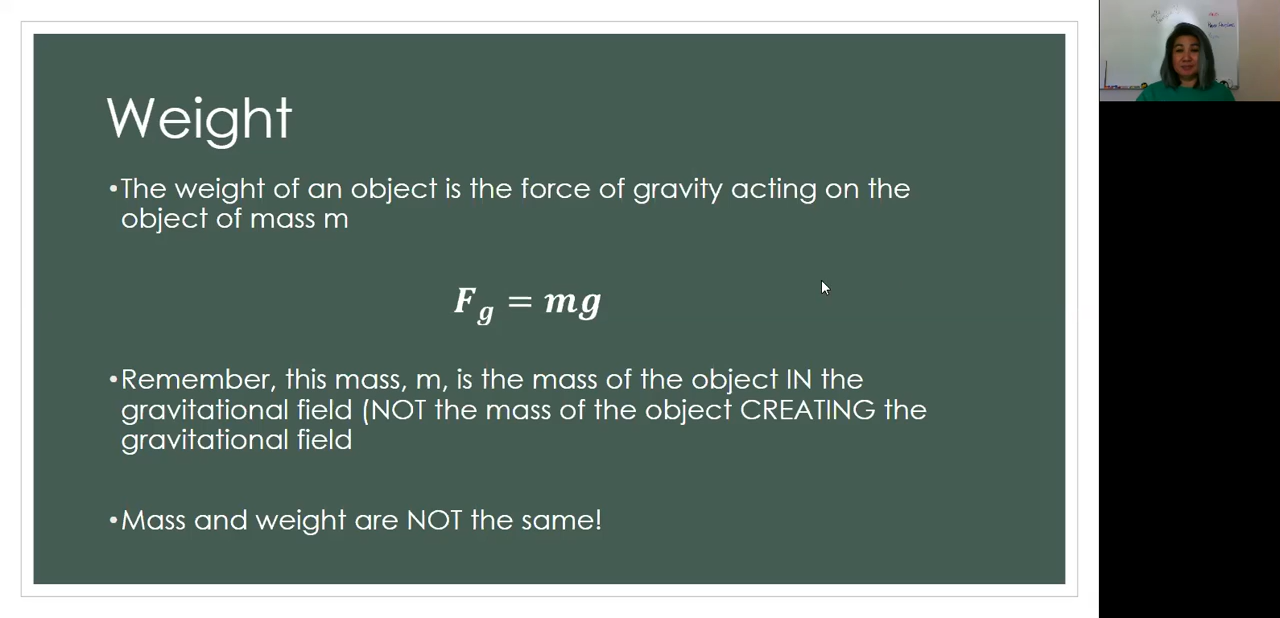 Weight
•The weight of an object is the force of gravity acting on the
object of mass m
F_g = mg
•Remember, this mass, m, is the mass of the object IN the
gravitational field (NOT the mass of the object CREATING the
gravitational field
•Mass and weight are NOT the same!